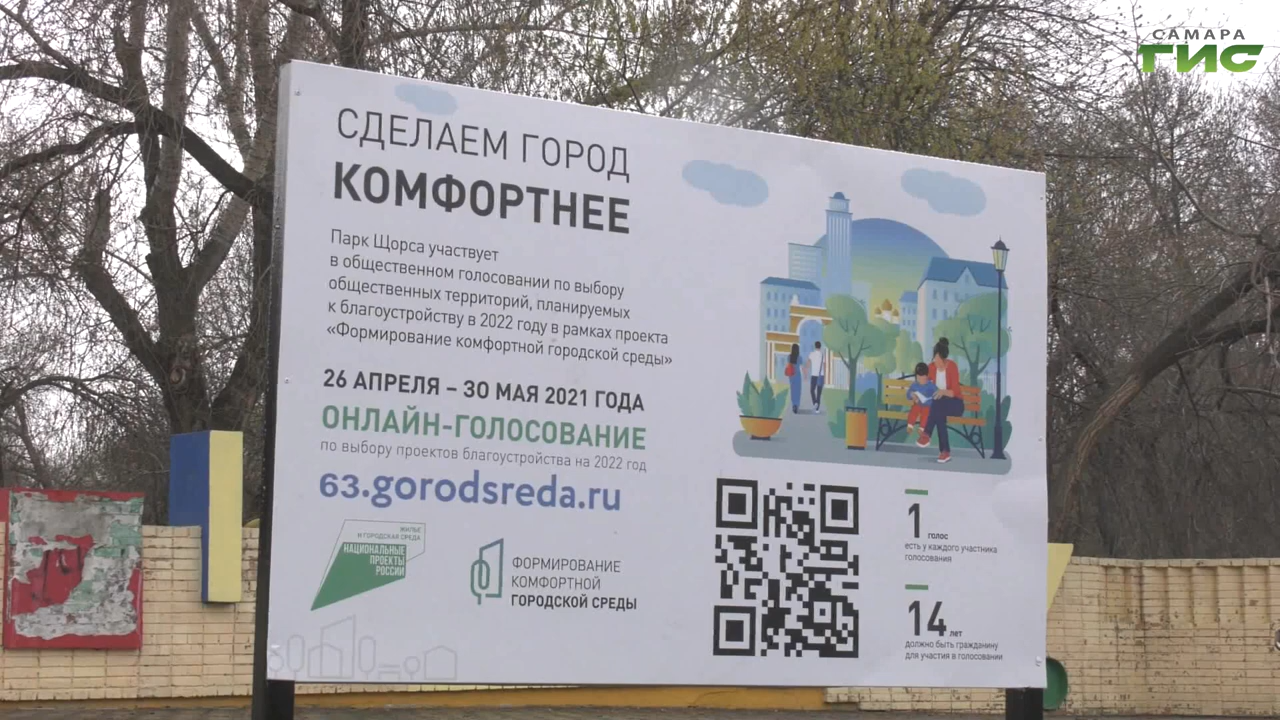 САМАРА
ГИС
СДЕЛАЕМ ГОРОД
КОМФОРТНЕЕ
Парк Щорса участвует
в общественном голосовании по выбору
общественных территорий, планируемых
к благоустройству в 2022 году в рамках проекта
«Формирование комфортной городской среды»
26 АПРЕЛЯ – 30 МАЯ 2021 ГОДА
ОНЛАЙН-ГОЛОСОВАНИЕ
по выбору проектов благоустройства на 2022 год
63.gorodsreda.ru
ЖИЛЬЕ
И ГОРОДСКАЯ СРЕДА
НАЦИОНАЛЬНЫЕ
ПРОЕКТЫ
РОССИИ
ФОРМИРОВАНИЕ
КОМФОРТНОЙ
ГОРОДСКОЙ СРЕДЫ
1 голос
есть у каждого участника
голосования
14 лет
должно быть гражданину
для участия в голосовании